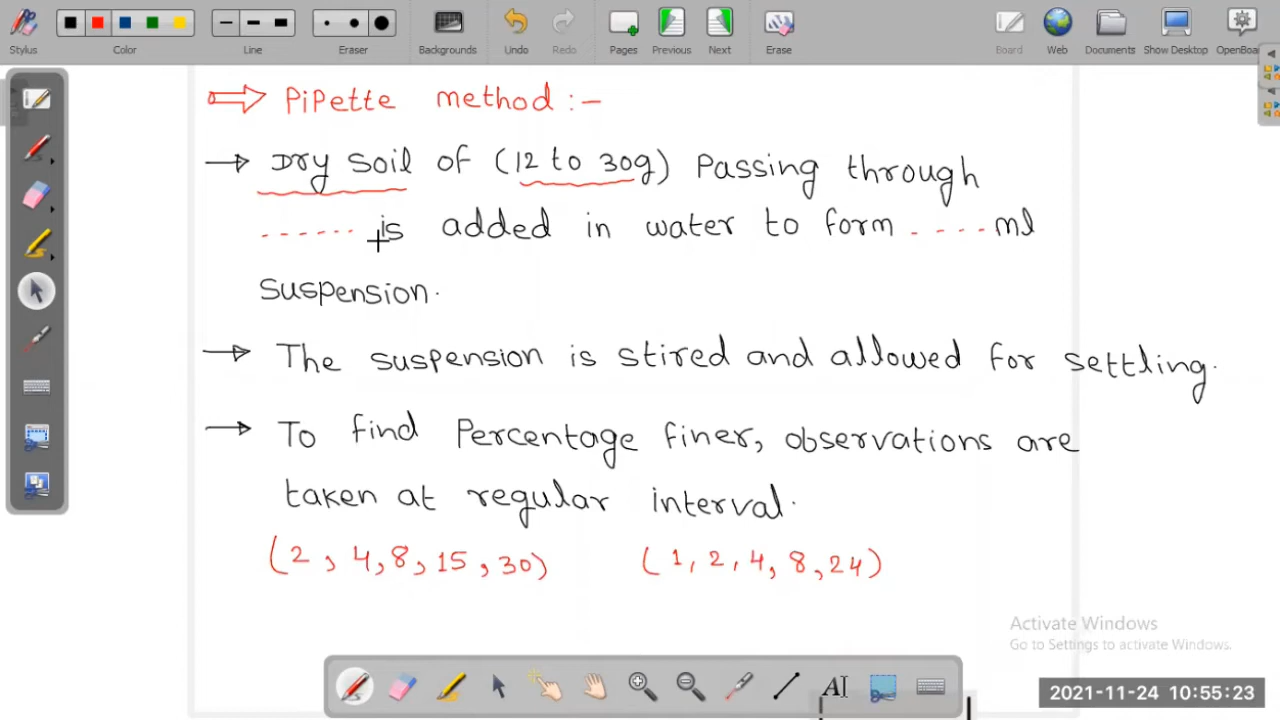 Stylus
Color
Line
Eraser
Backgrounds
Undo
Redo
Pages
Previous
Next
Erase
Board
Web
Documents
Show Desktop
OpenBoa
⇒ PiPette method :-
→ Dry Soil of (12 to 30g) Passing through
...... is added in water to form .... ml
suspension.
→ The suspension is stired and allowed for settling.
→ To find Percentage finer, observations are
taken at regular interval.
(2, 4, 8, 15, 30) (1, 2, 4, 8, 24)
Activate Windows
Go to Settings to activate Windows.
AI
2021-11-24 10:55:23